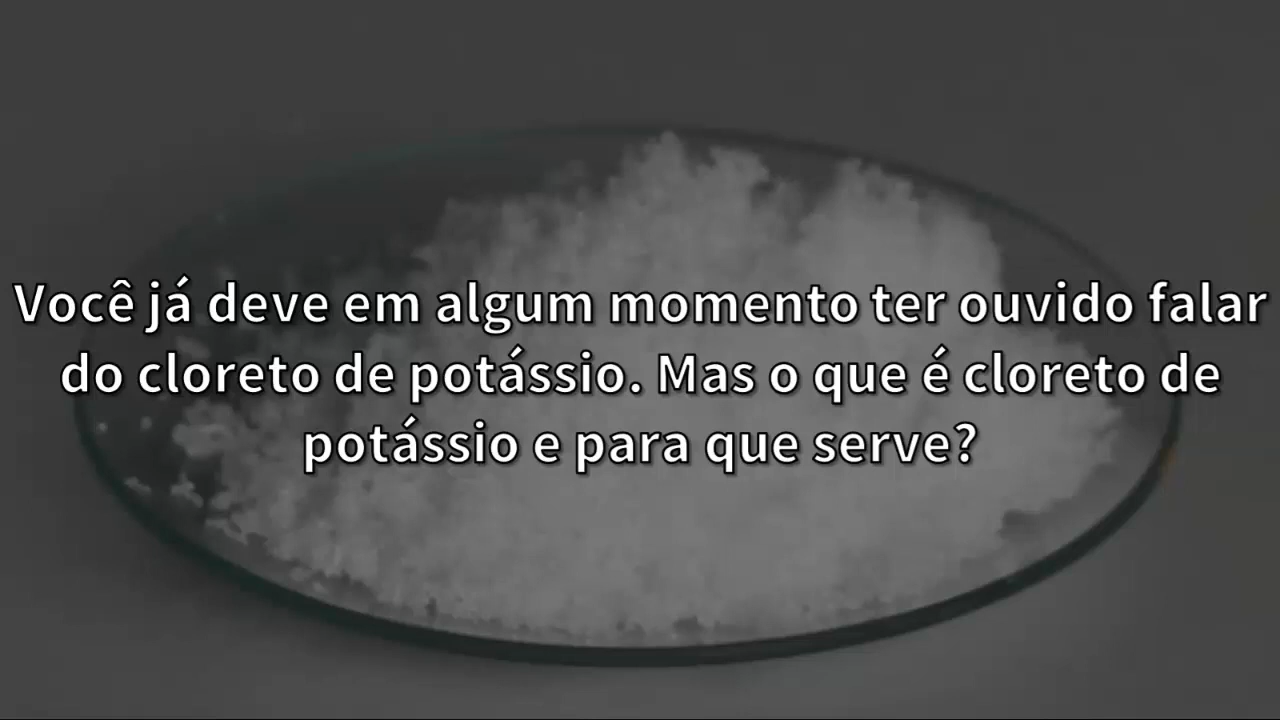 Você já deve em algum momento ter ouvido falar
do cloreto de potássio. Mas o que é cloreto de
potássio e para que serve?